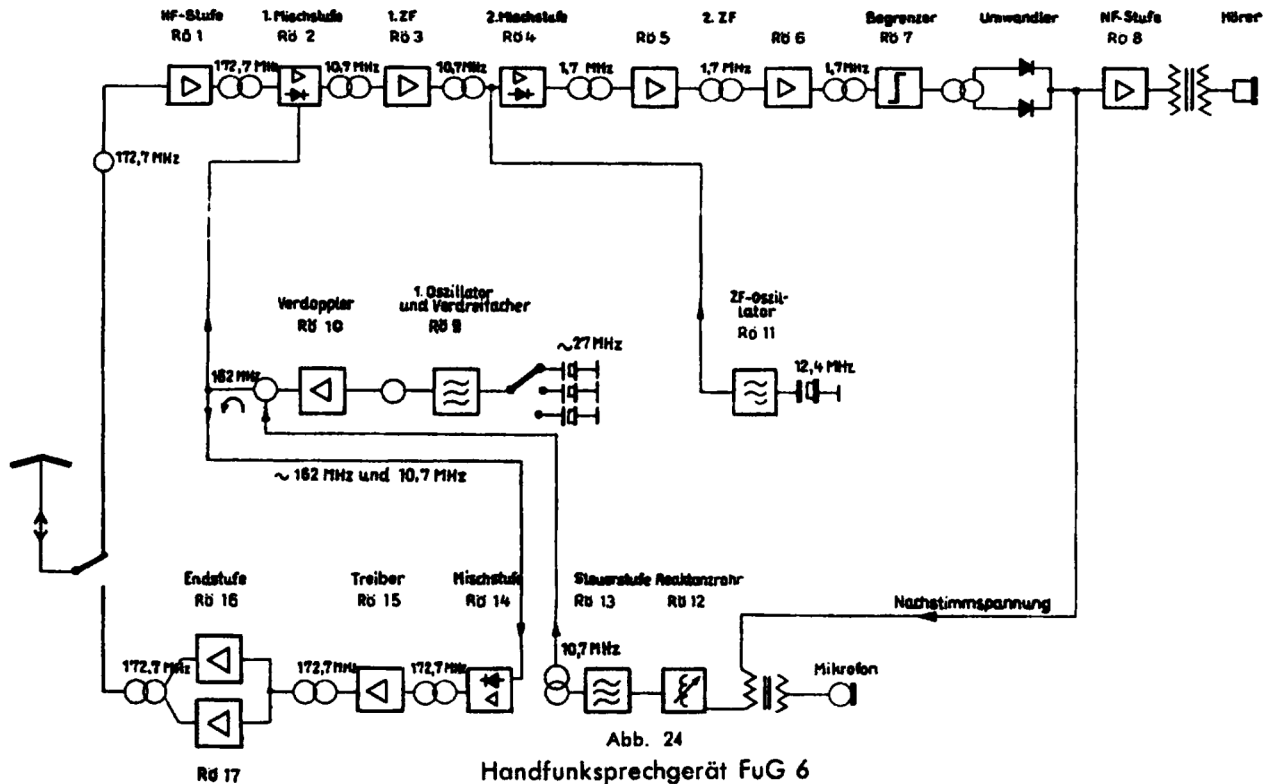 HF-Stufe 1. Mischstufe 1. ZF 2. Mischstufe 2. ZF Begrenzer Umwandler NF-Stufe Hörer
Rö 1 Rö 2 Rö 3 Rö 4 Rö 5 Rö 6 Rö 7 Rö 8
172,7 MHz 10,7 MHz 10,7 MHz 1,7 MHz 1,7 MHz 1,7 MHz
172,7 MHz
Verdoppler
Rö 10
1. Oszillator
und Verdreifacher
Rö 9
~27 MHz
ZF-Oszil-
lator
Rö 11
12,4 MHz
162 MHz
~ 162 MHz und 10,7 MHz
Endstufe Treiber Mischstufe Steuerstufe Reaktanzrohr
Rö 16 Rö 15 Rö 14 Rö 13 Rö 12
Nachstimmspannung
10,7 MHz
172,7 MHz 172,7 MHz 172,7 MHz
Mikrofon
Rö 17
Abb. 24
Handfunksprechgerät FuG 6